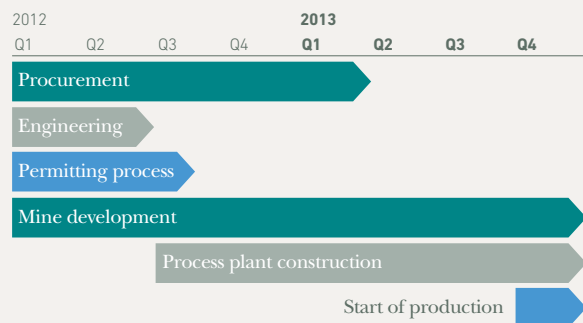 2012 2013
Q1 Q2 Q3 Q4 Q1 Q2 Q3 Q4
Procurement
Engineering
Permitting process
Mine development
Process plant construction
Start of production